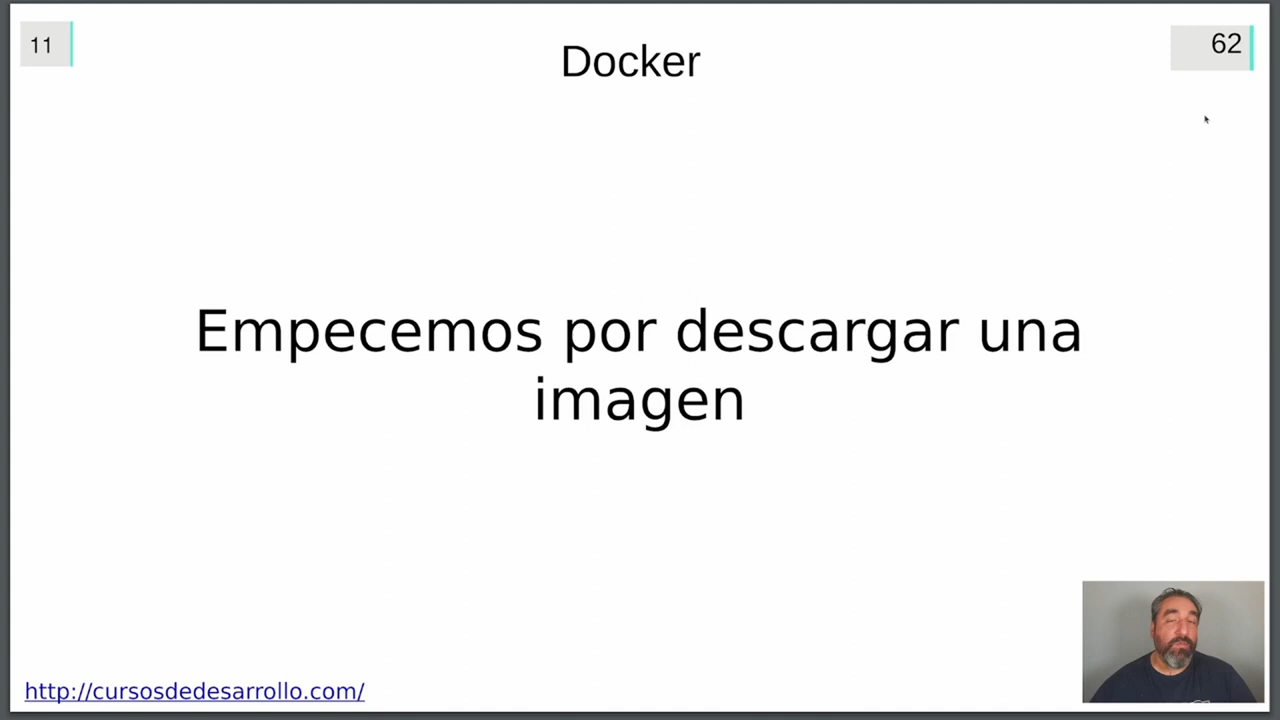 11
Docker
62
Empecemos por descargar una
imagen
http://cursosdedesarrollo.com/